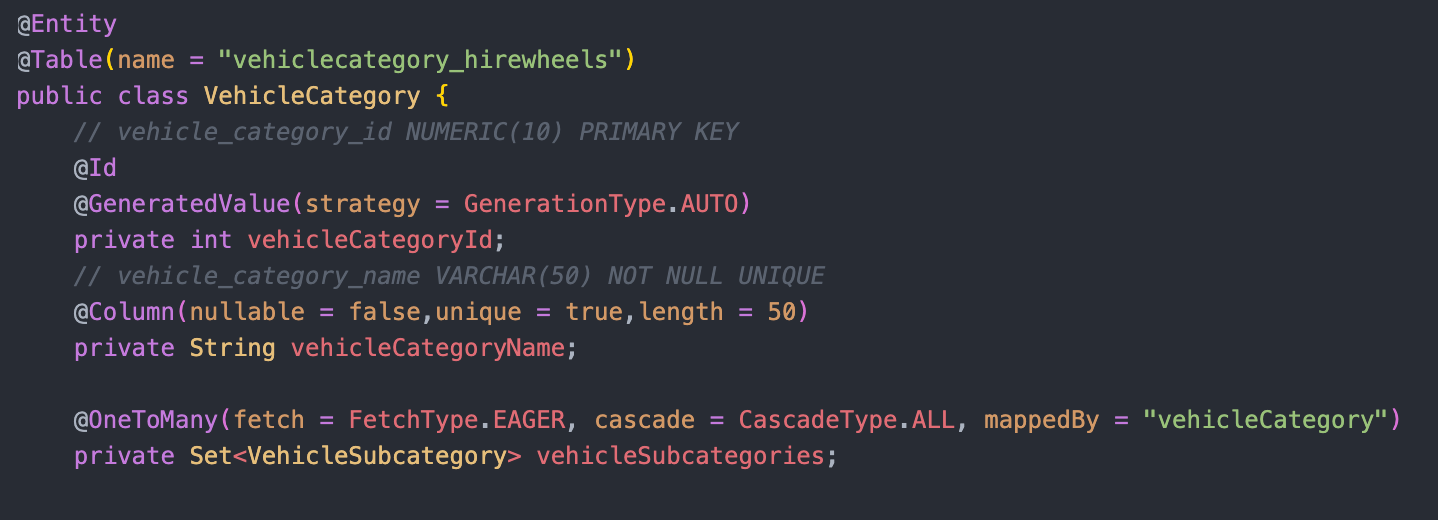 @Entity
@Table(name = "vehiclecategory_hirewheels")
public class VehicleCategory {
    // vehicle_category_id NUMERIC(10) PRIMARY KEY
    @Id
    @GeneratedValue(strategy = GenerationType.AUTO)
    private int vehicleCategoryId;
    // vehicle_category_name VARCHAR(50) NOT NULL UNIQUE
    @Column(nullable = false,unique = true,length = 50)
    private String vehicleCategoryName;

    @OneToMany(fetch = FetchType.EAGER, cascade = CascadeType.ALL, mappedBy = "vehicleCategory")
    private Set<VehicleSubcategory> vehicleSubcategories;